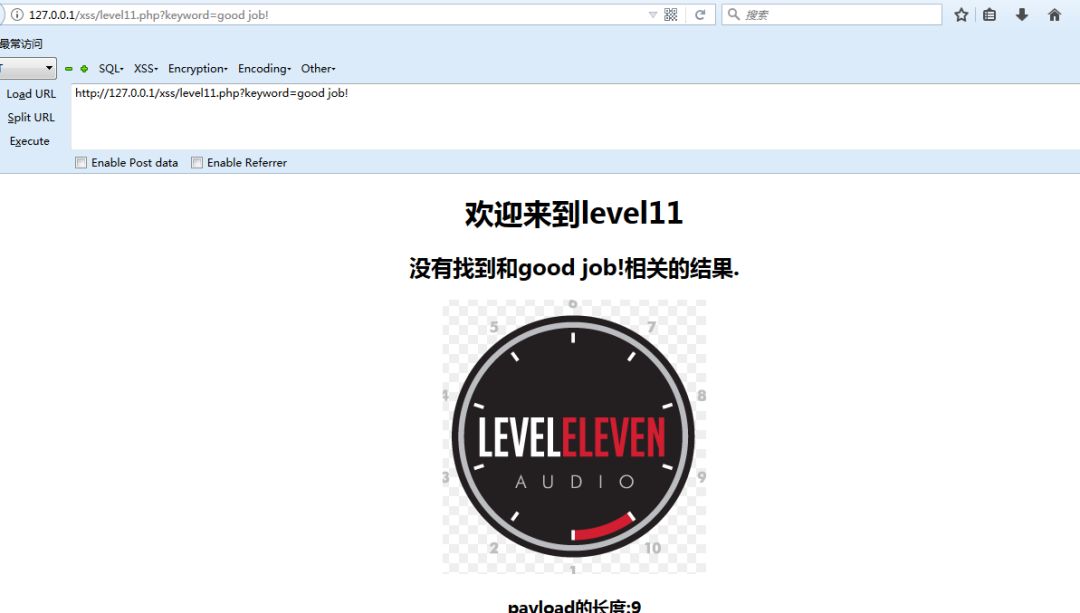 127.0.0.1/xss/level11.php?keyword=good job!
搜索
最常访问
SQL XSS Encryption Encoding Other
Load URL
http://127.0.0.1/xss/level11.php?keyword=good job!
Split URL
Execute
Enable Post data Enable Referrer
欢迎来到level11
没有找到和good job!相关的结果.
6
5 7
4 8
LEVELELEVEN
AUDIO
3 9
2 10
1
payload的长度:9